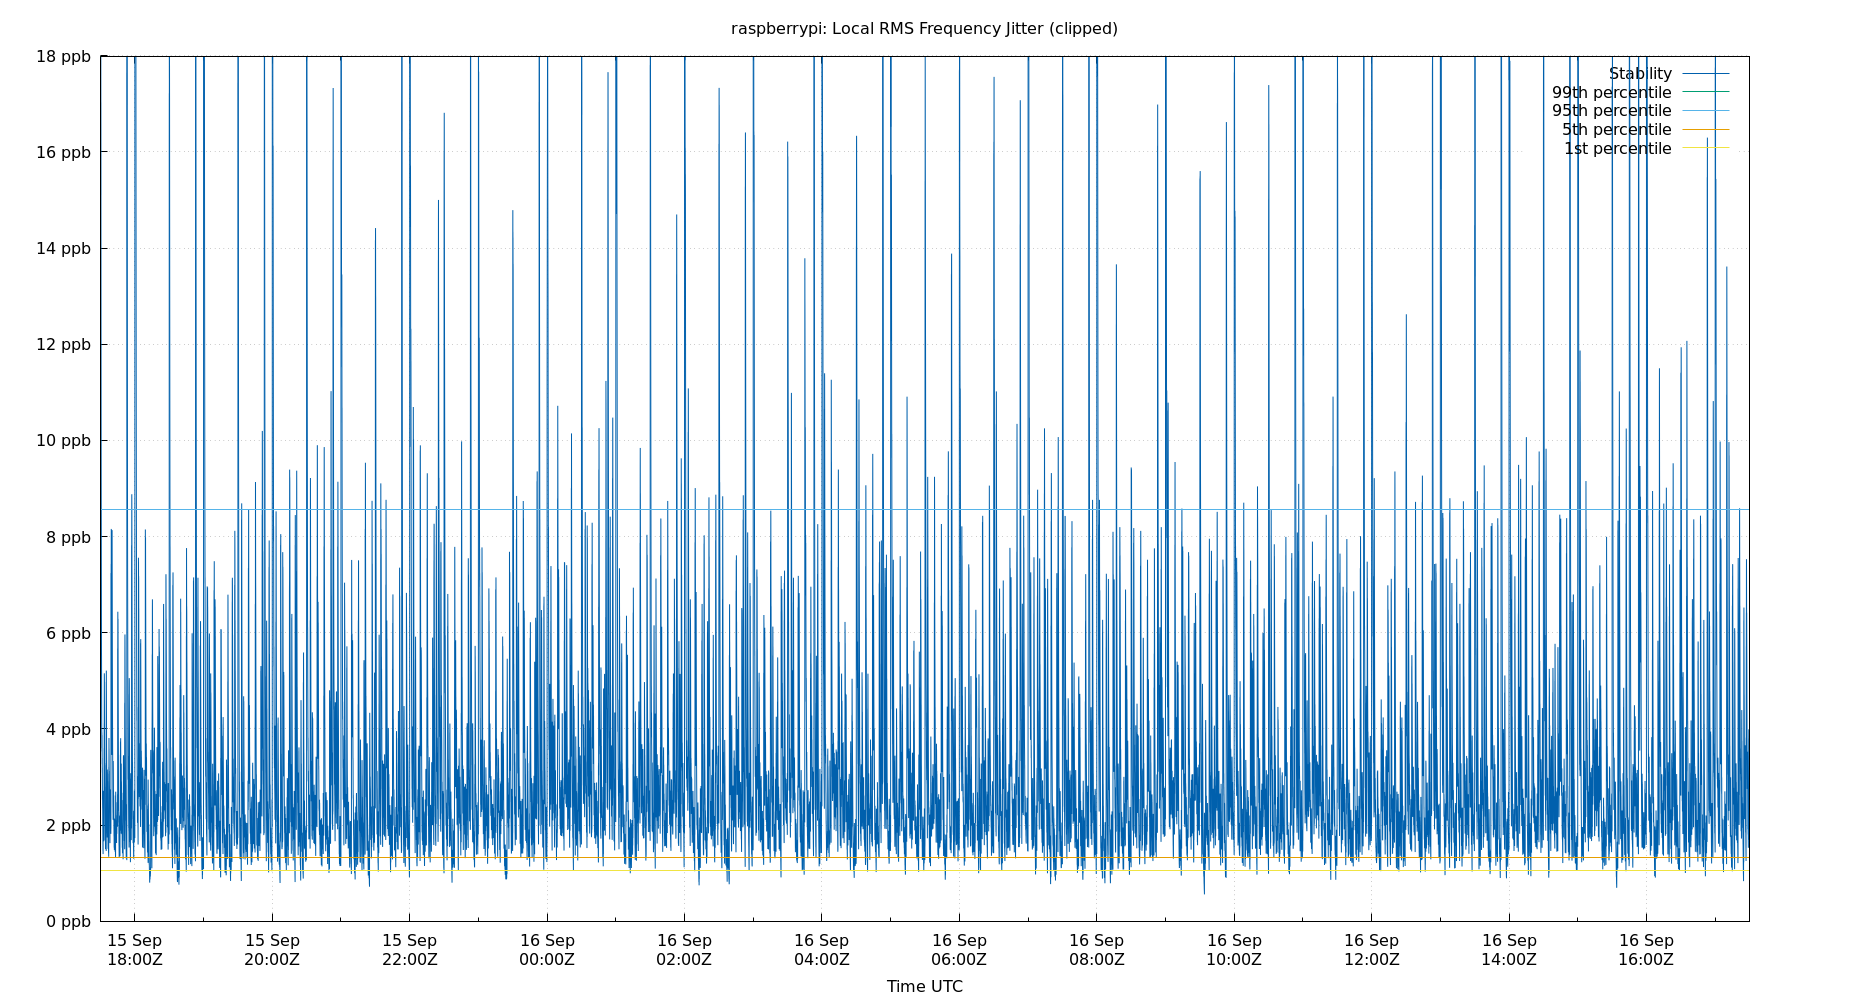 raspberrypi: Local RMS Frequency Jitter (clipped)
18 ppb
16 ppb
14 ppb
12 ppb
10 ppb
8 ppb
6 ppb
4 ppb
2 ppb
0 ppb
Stability
99th percentile
95th percentile
5th percentile
1st percentile
15 Sep 15 Sep 15 Sep 16 Sep 16 Sep 16 Sep 16 Sep 16 Sep 16 Sep 16 Sep 16 Sep 16 Sep
18:00Z 20:00Z 22:00Z 00:00Z 02:00Z 04:00Z 06:00Z 08:00Z 10:00Z 12:00Z 14:00Z 16:00Z
Time UTC